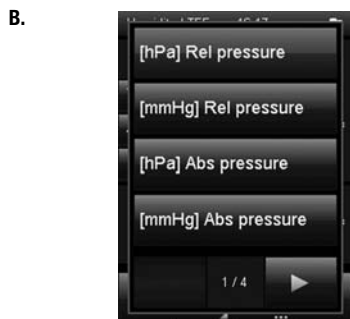 B.
[hPa] Rel pressure
[mmHg] Rel pressure
[hPa] Abs pressure
[mmHg] Abs pressure
1 / 4